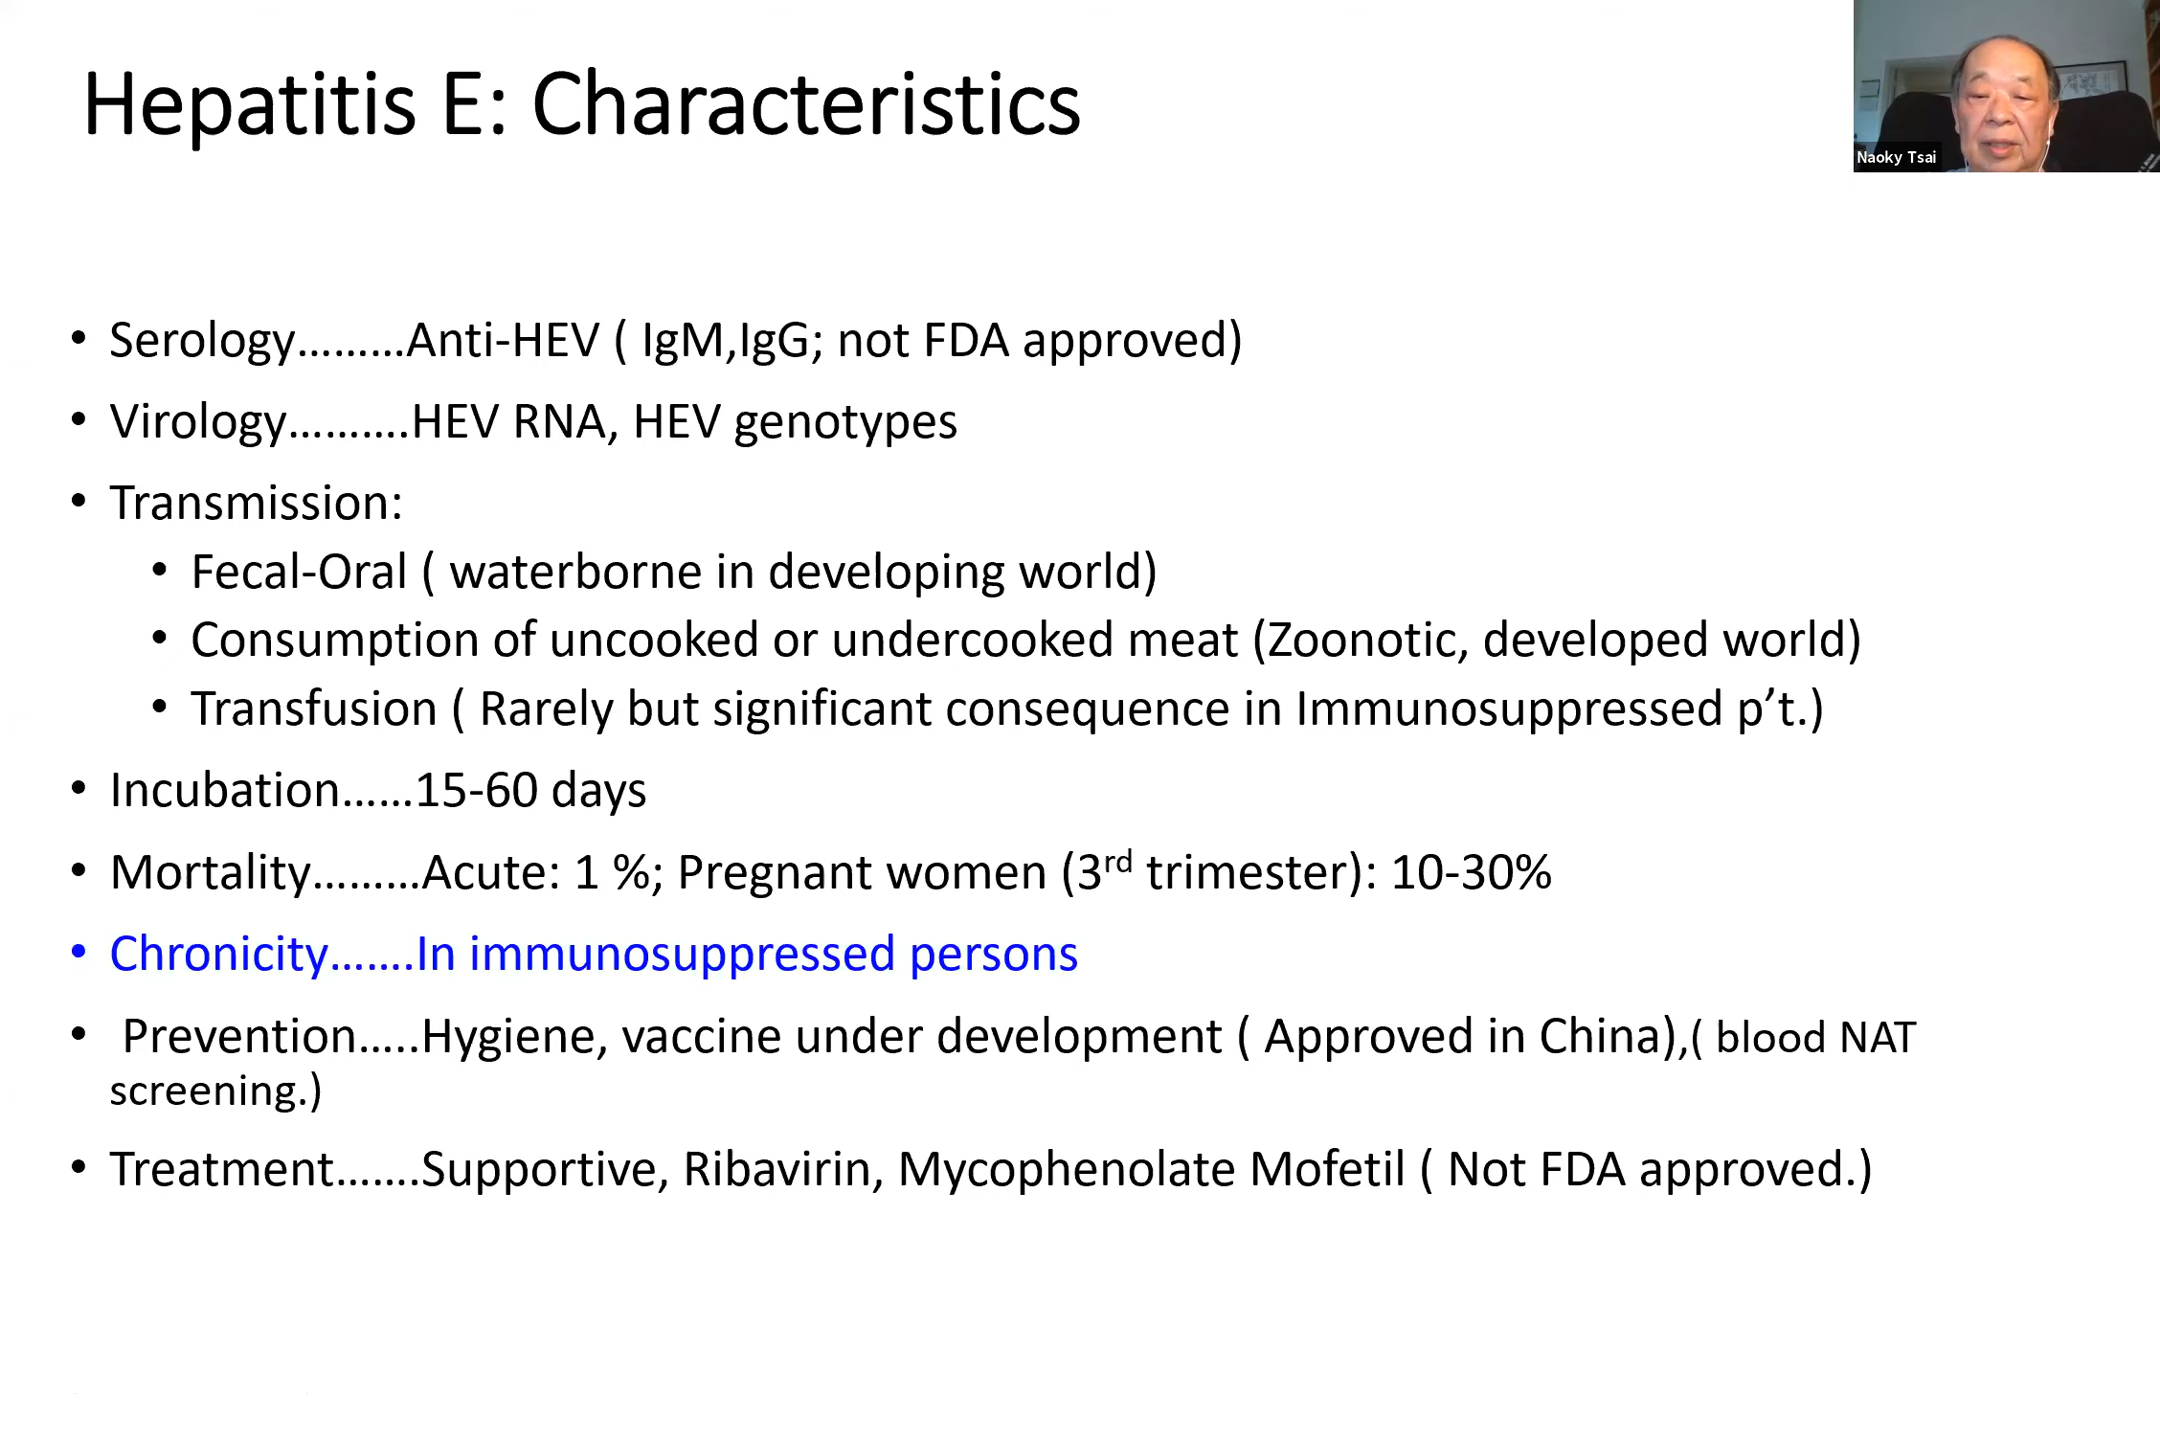 Hepatitis E: Characteristics
Naoky Tsai
• Serology.........Anti-HEV ( IgM,IgG; not FDA approved)
• Virology..........HEV RNA, HEV genotypes
• Transmission:
• Fecal-Oral ( waterborne in developing world)
• Consumption of uncooked or undercooked meat (Zoonotic, developed world)
• Transfusion ( Rarely but significant consequence in Immunosuppressed p’t.)
• Incubation......15-60 days
• Mortality.........Acute: 1 %; Pregnant women (3rd trimester): 10-30%
• Chronicity.......In immunosuppressed persons
• Prevention.....Hygiene, vaccine under development ( Approved in China),( blood NAT
screening.)
• Treatment.......Supportive, Ribavirin, Mycophenolate Mofetil ( Not FDA approved.)